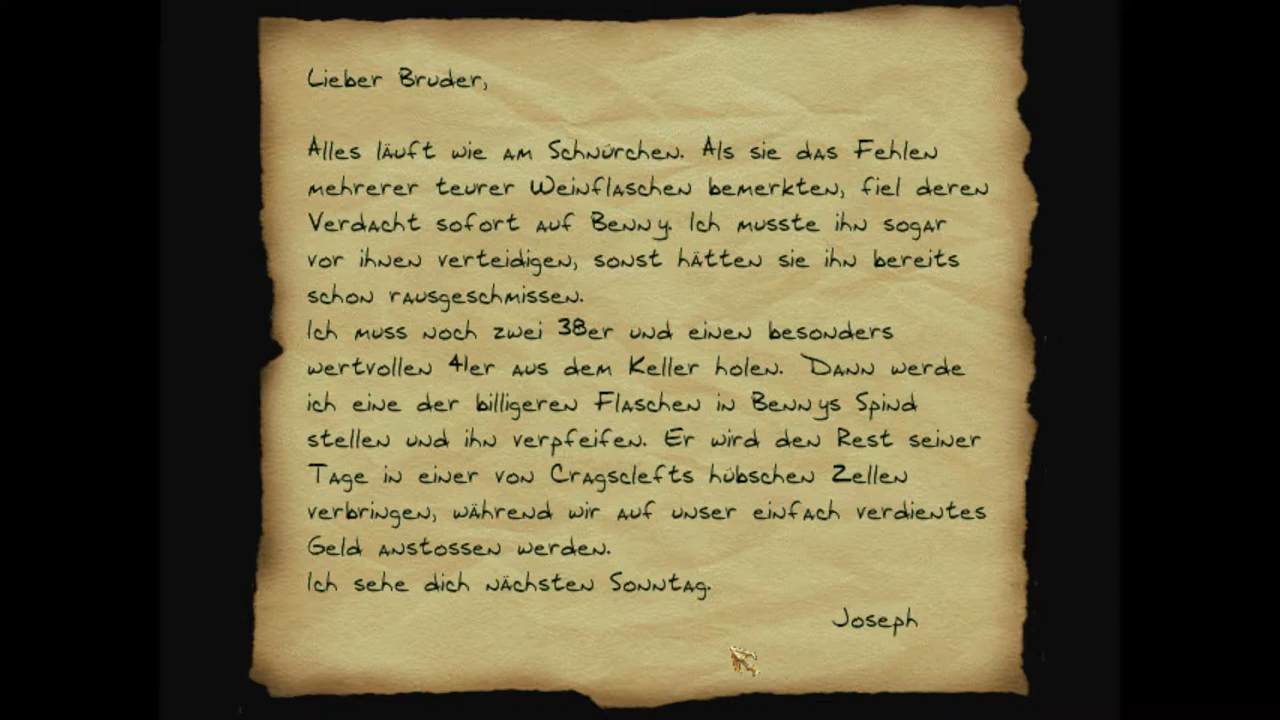 Lieber Bruder,
Alles läuft wie am Schnürchen. Als sie das Fehlen
mehrerer teurer Weinflaschen bemerkten, fiel deren
Verdacht sofort auf Benny. Ich musste ihn sogar
vor ihnen verteidigen, sonst hätten sie ihn bereits
schon rausgeschmissen.
Ich muss noch zwei 38er und einen besonders
wertvollen 41er aus dem Keller holen. Dann werde
ich eine der billigeren Flaschen in Bennys Spind
stellen und ihn verpfeifen. Er wird den Rest seiner
Tage in einer von Cragsclefts hübschen Zellen
verbringen, während wir auf unser einfach verdientes
Geld anstossen werden.
Ich sehe dich nächsten Sonntag.
Joseph